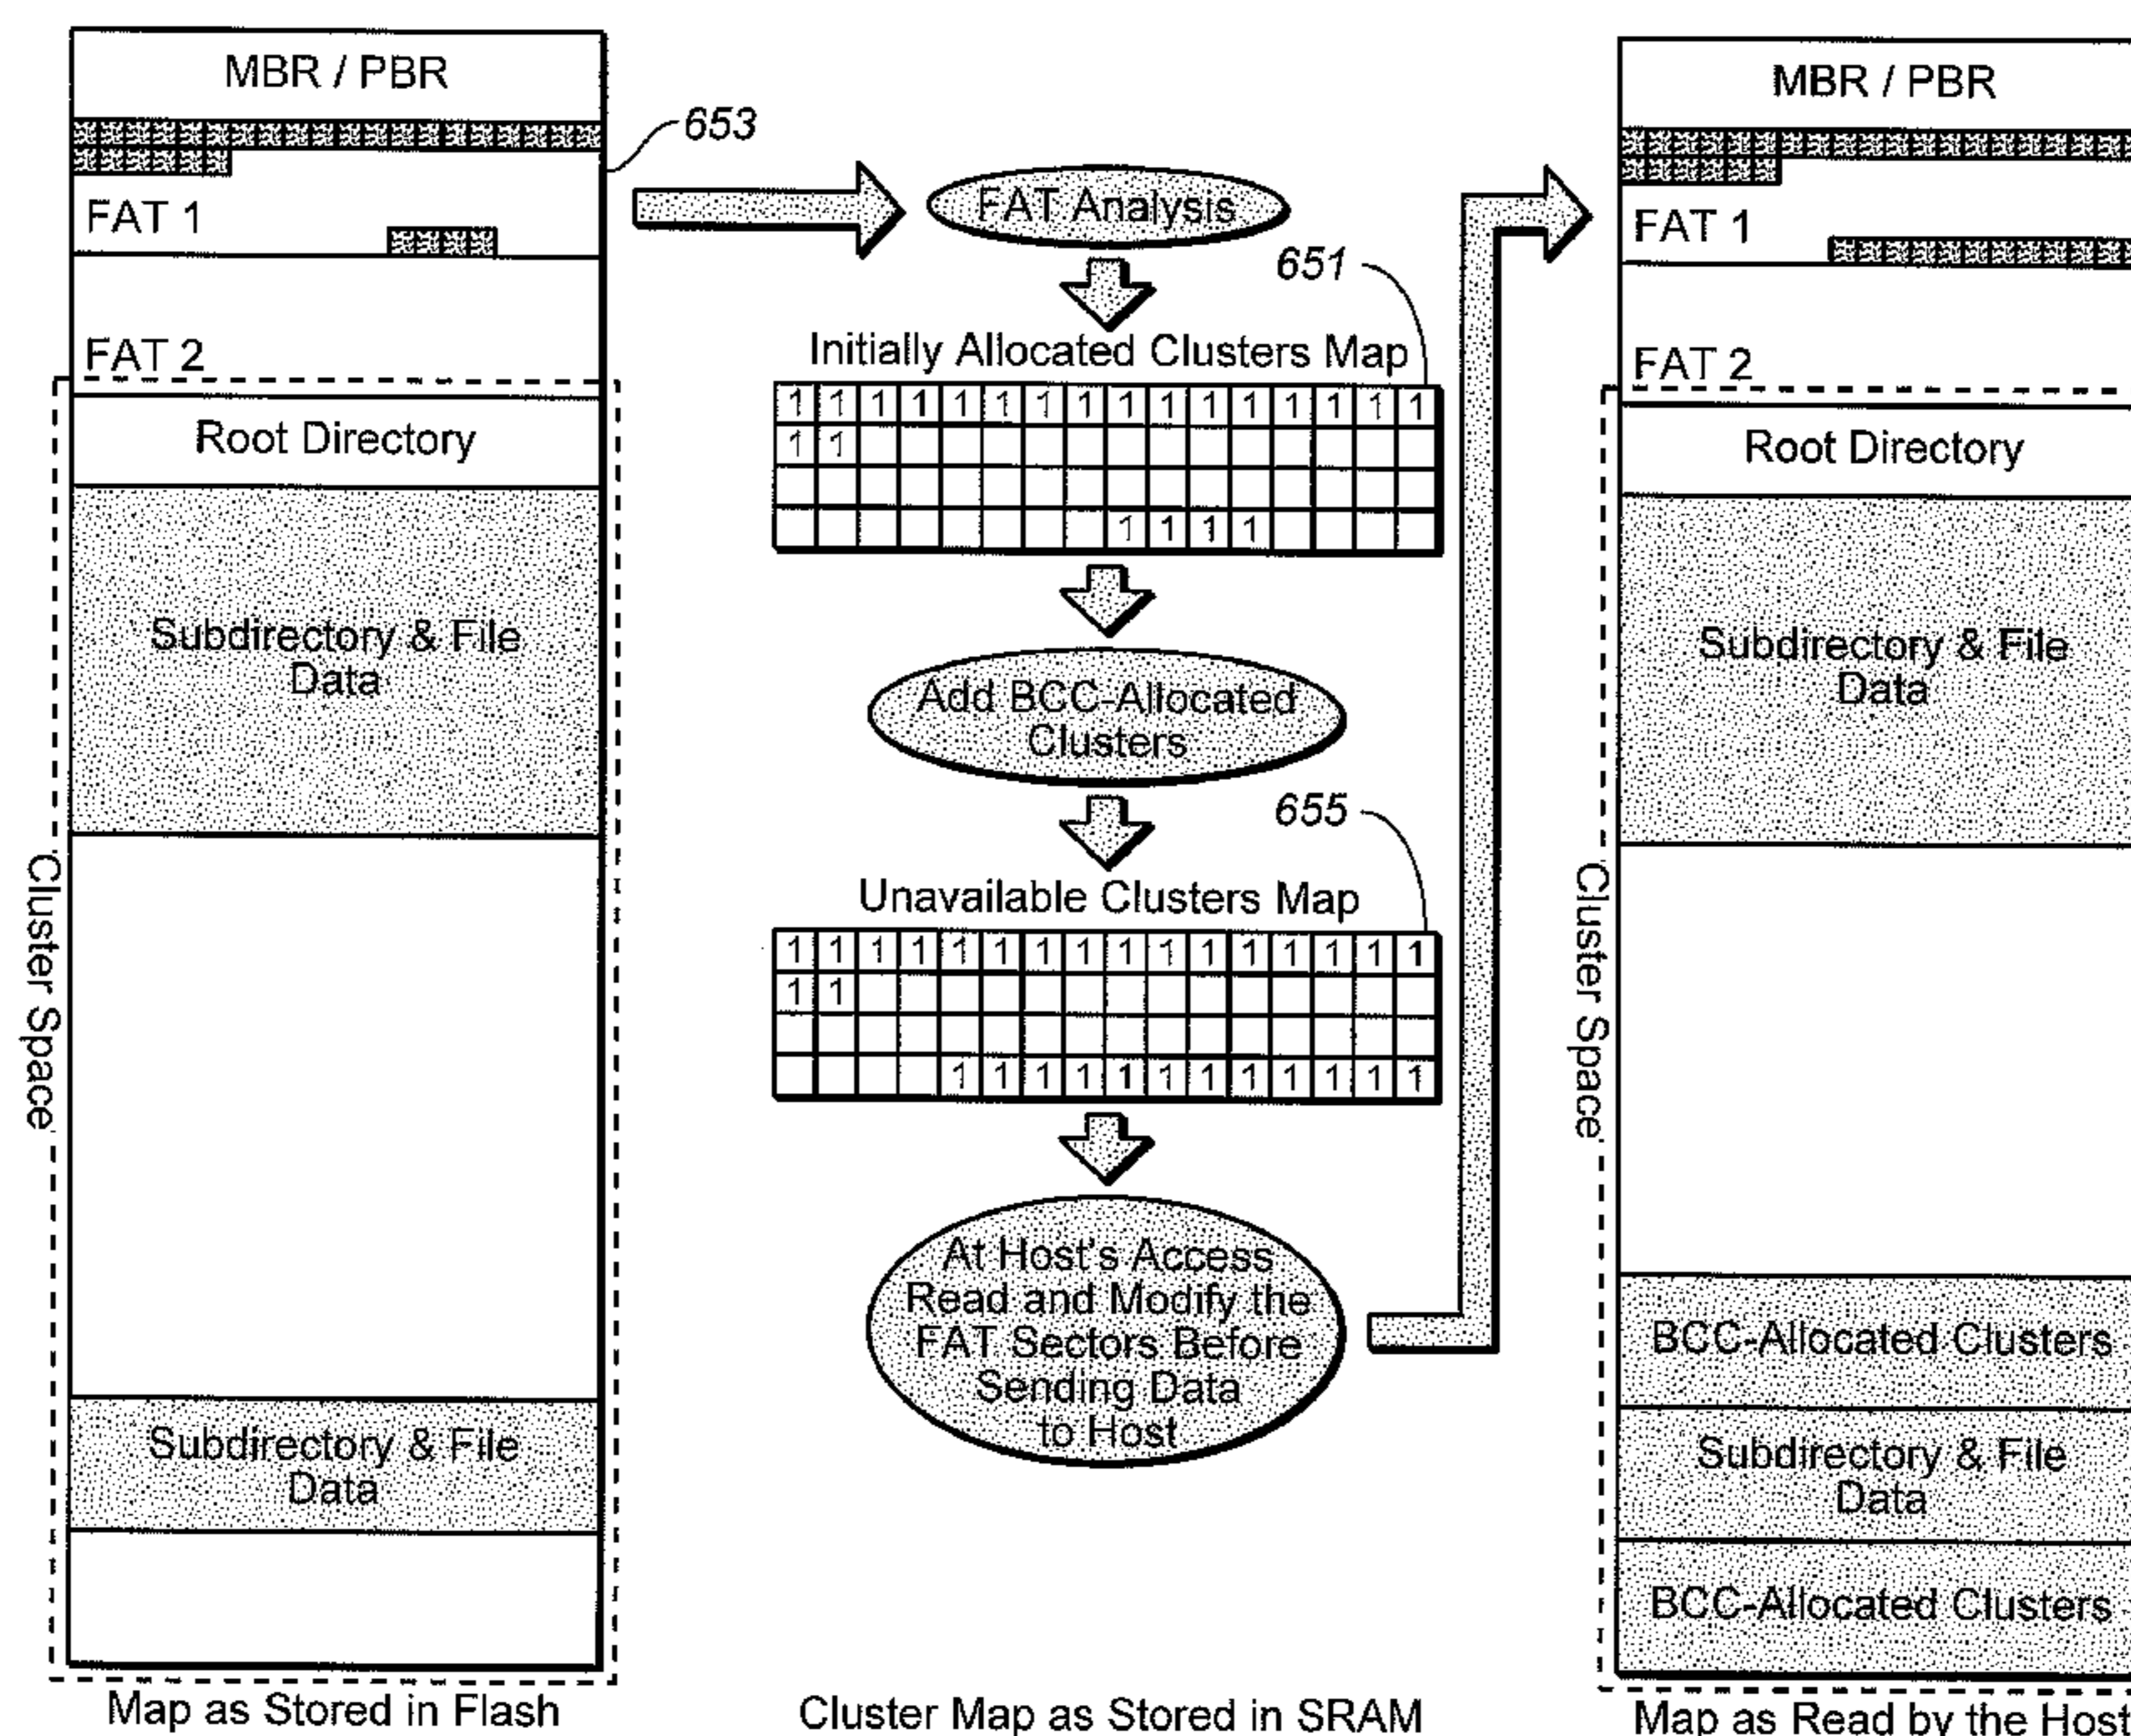 MBR / PBR
653
FAT 1
FAT 2
Root Directory
Subdirectory & File
Data
Subdirectory & File
Data
Cluster Space
Map as Stored in Flash
FAT Analysis
651
Initially Allocated Clusters Map
1 1 1 1 1 1 1 1 1 1 1 1 1 1 1 1
1 1
1 1 1 1
Add BCC-Allocated
Clusters
655
Unavailable Clusters Map
1 1 1 1 1 1 1 1 1 1 1 1 1 1 1 1
1 1
1 1 1 1 1 1 1 1 1 1 1 1
At Host's Access
Read and Modify the
FAT Sectors Before
Sending Data
to Host
Cluster Map as Stored in SRAM
MBR / PBR
FAT 1
FAT 2
Root Directory
Subdirectory & File
Data
Cluster Space
BCC-Allocated Clusters
Subdirectory & File
Data
BCC-Allocated Clusters
Map as Read by the Host